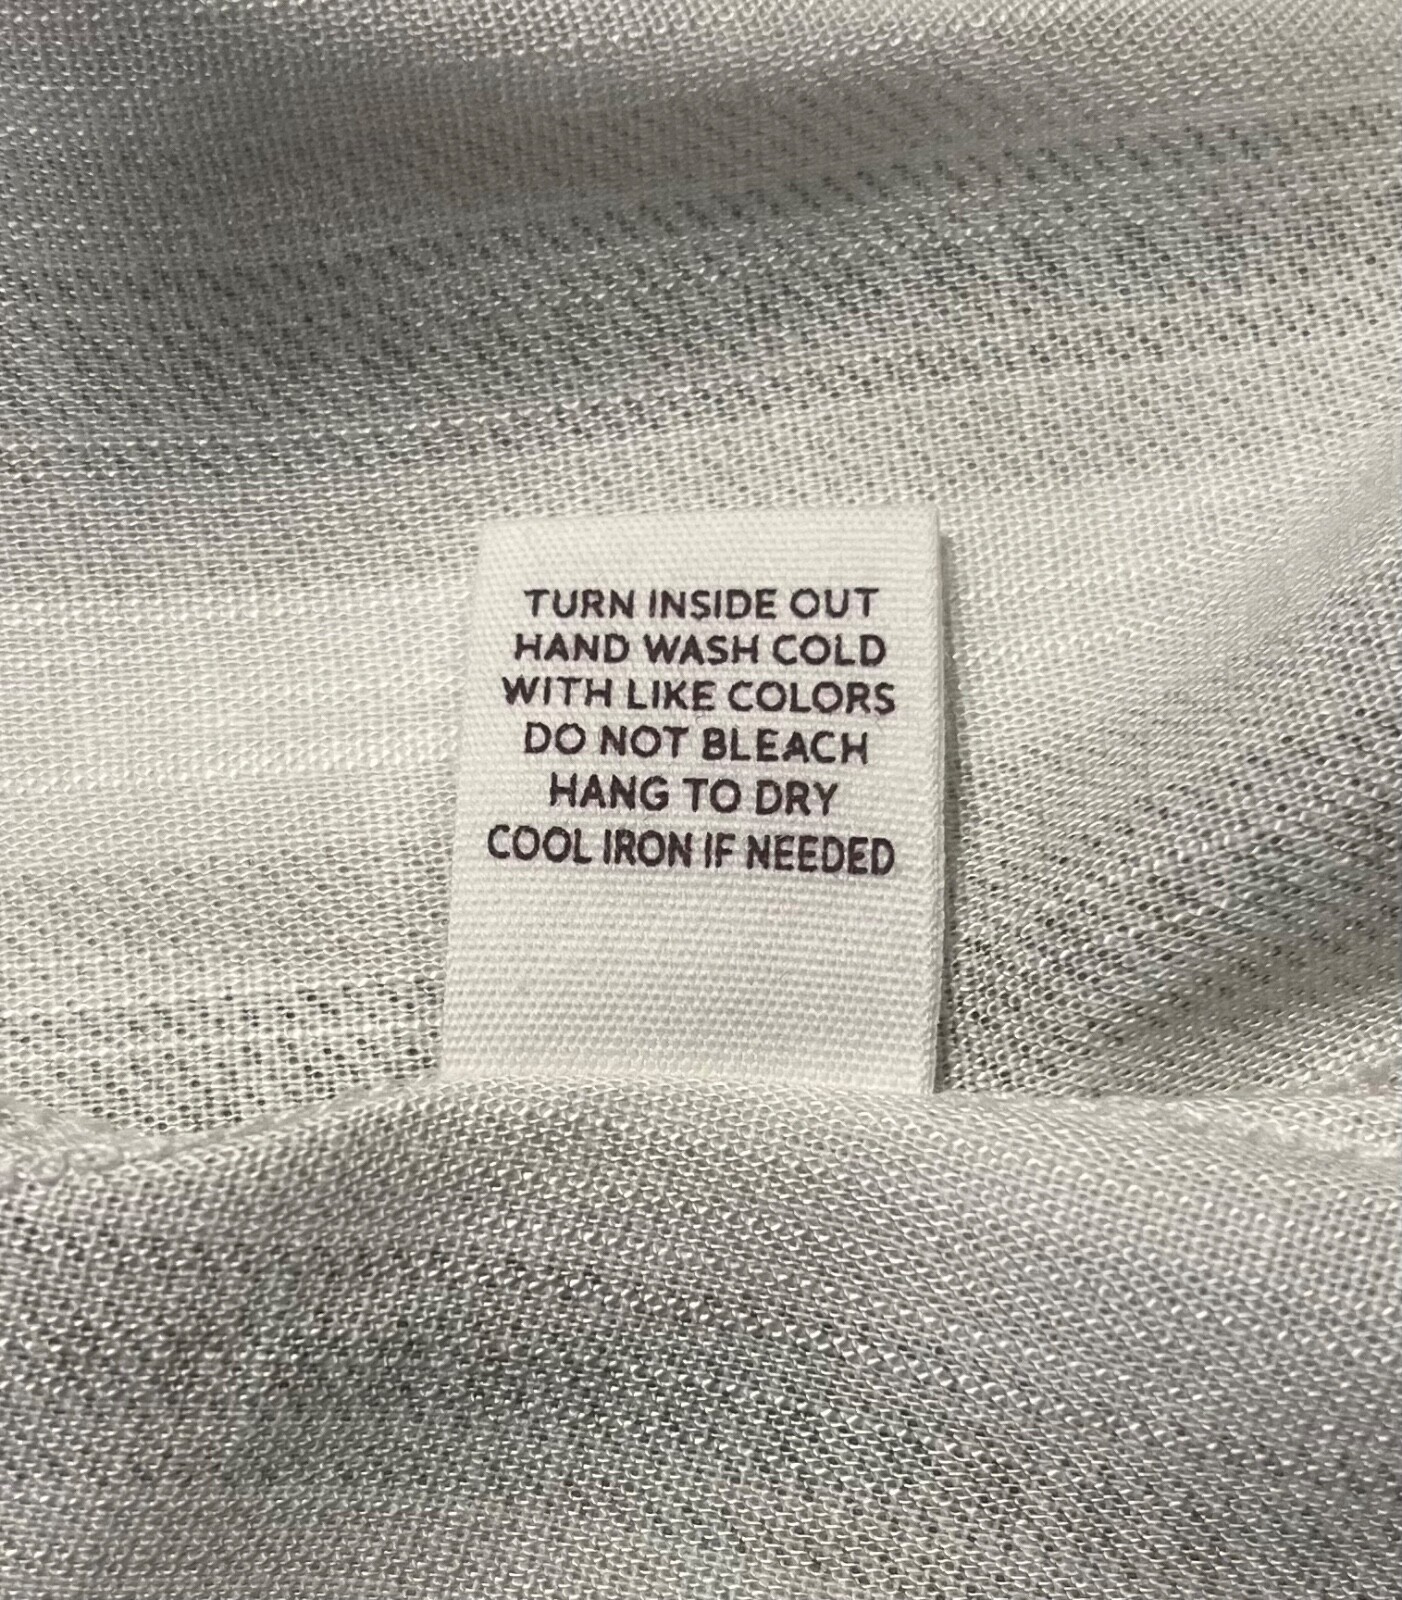 TURN INSIDE OUT
HAND WASH COLD
WITH LIKE COLORS
DO NOT BLEACH
HANG TO DRY
COOL IRON IF NEEDED